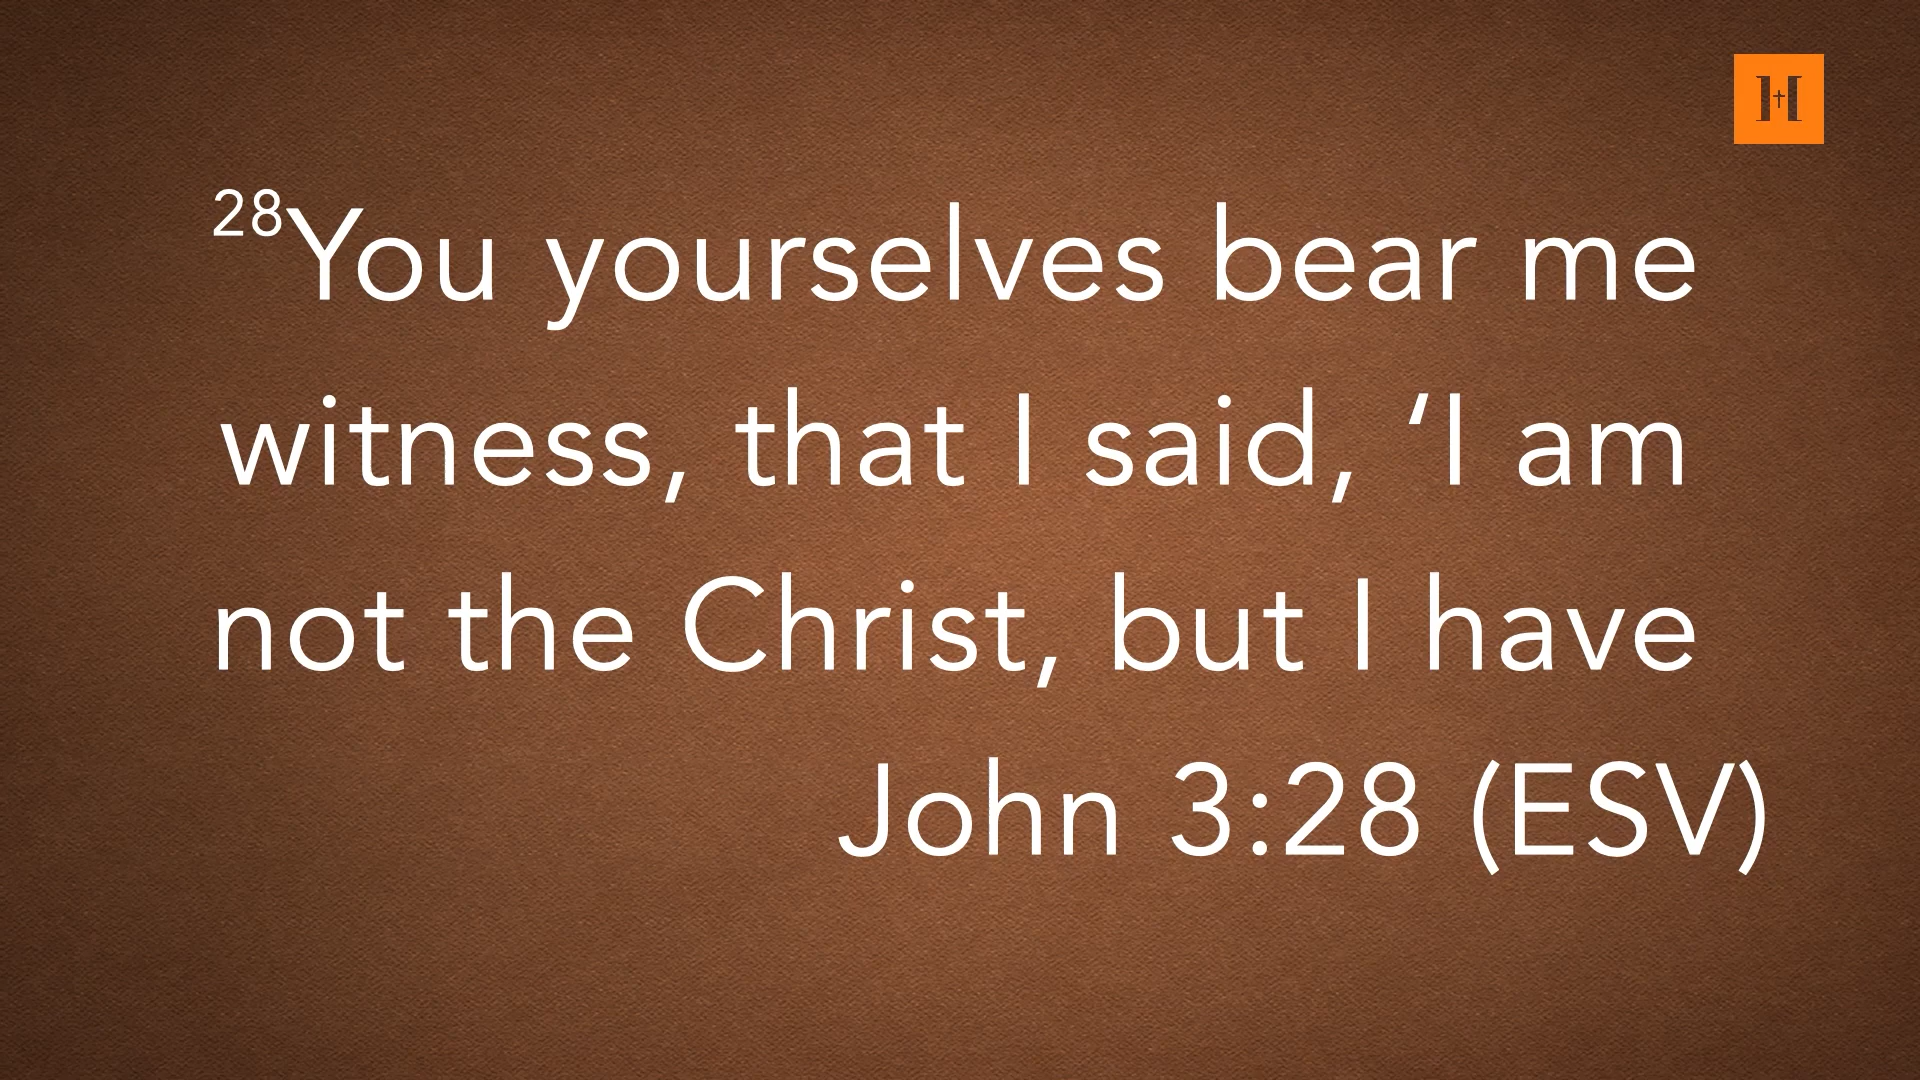 28You yourselves bear me
witness, that I said, ‘I am
not the Christ, but I have
John 3:28 (ESV)
H